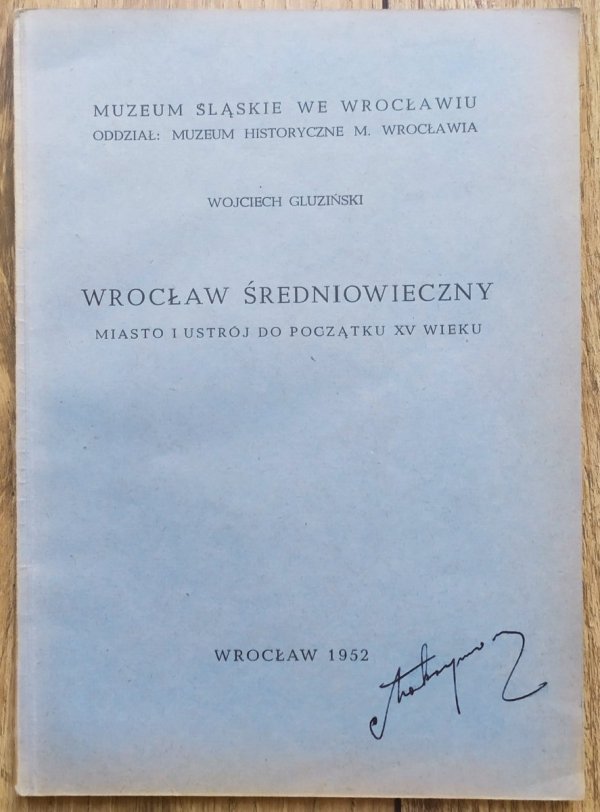 MUZEUM ŚLĄSKIE WE WROCŁAWIU
ODDZIAŁ: MUZEUM HISTORYCZNE M. WROCŁAWIA
WOJCIECH GLUZIŃSKI
WROCŁAW ŚREDNIOWIECZNY
MIASTO I USTRÓJ DO POCZĄTKU XV WIEKU
WROCŁAW 1952